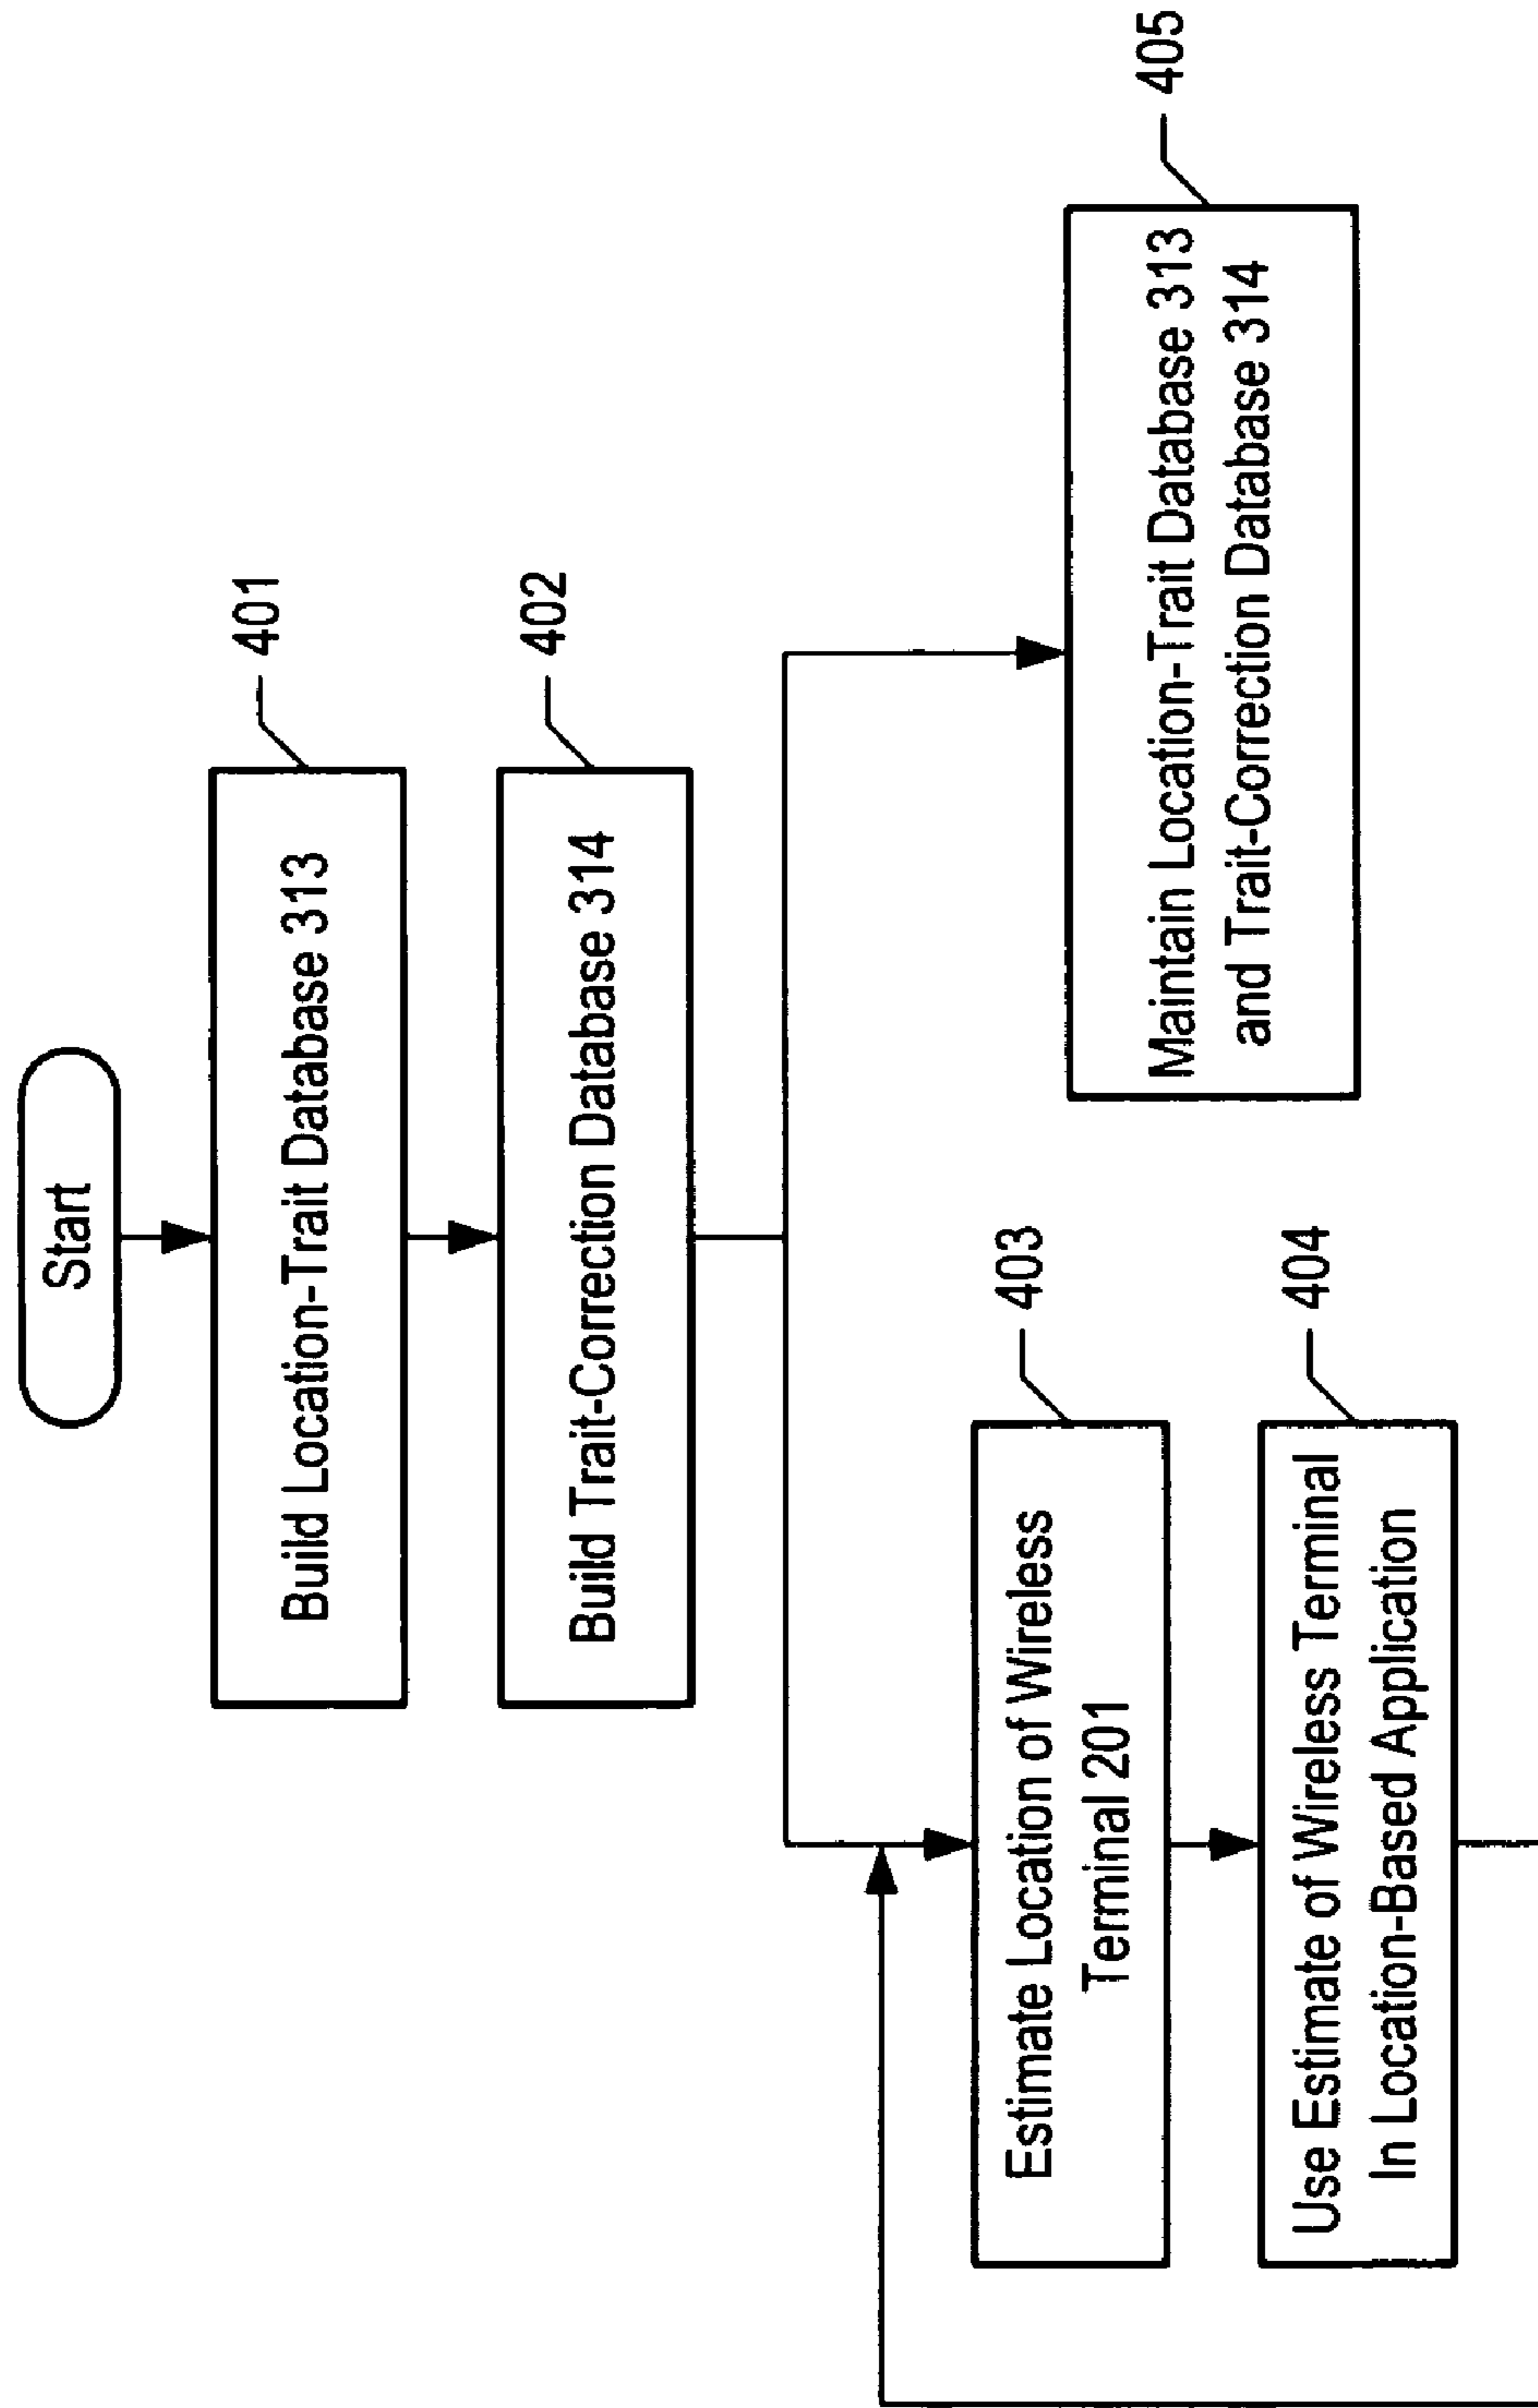 Start
Build Location-Trait Database 313
401
Build Trait-Correction Database 314
402
Estimate Location of Wireless
Terminal 201
403
Use Estimate of Wireless Terminal
In Location-Based Application
404
Maintain Location-Trait Database 313
and Trait-Correction Database 314
405